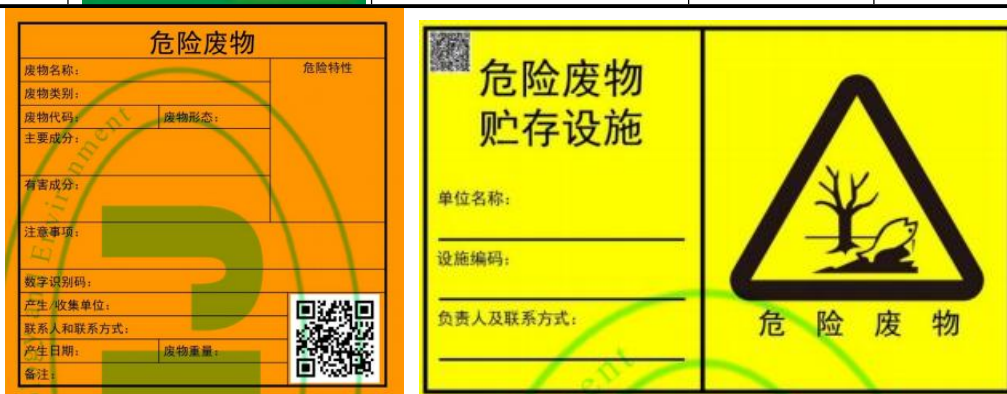 危险废物
废物名称：
危险特性
废物类别：
废物代码：
废物形态：
主要成分：
有害成分：
注意事项：
数字识别码：
产生/收集单位：
联系人和联系方式：
产生日期：
废物重量：
备注：
危险废物
贮存设施
单位名称：
设施编码：
负责人及联系方式：
危险废物
Environment